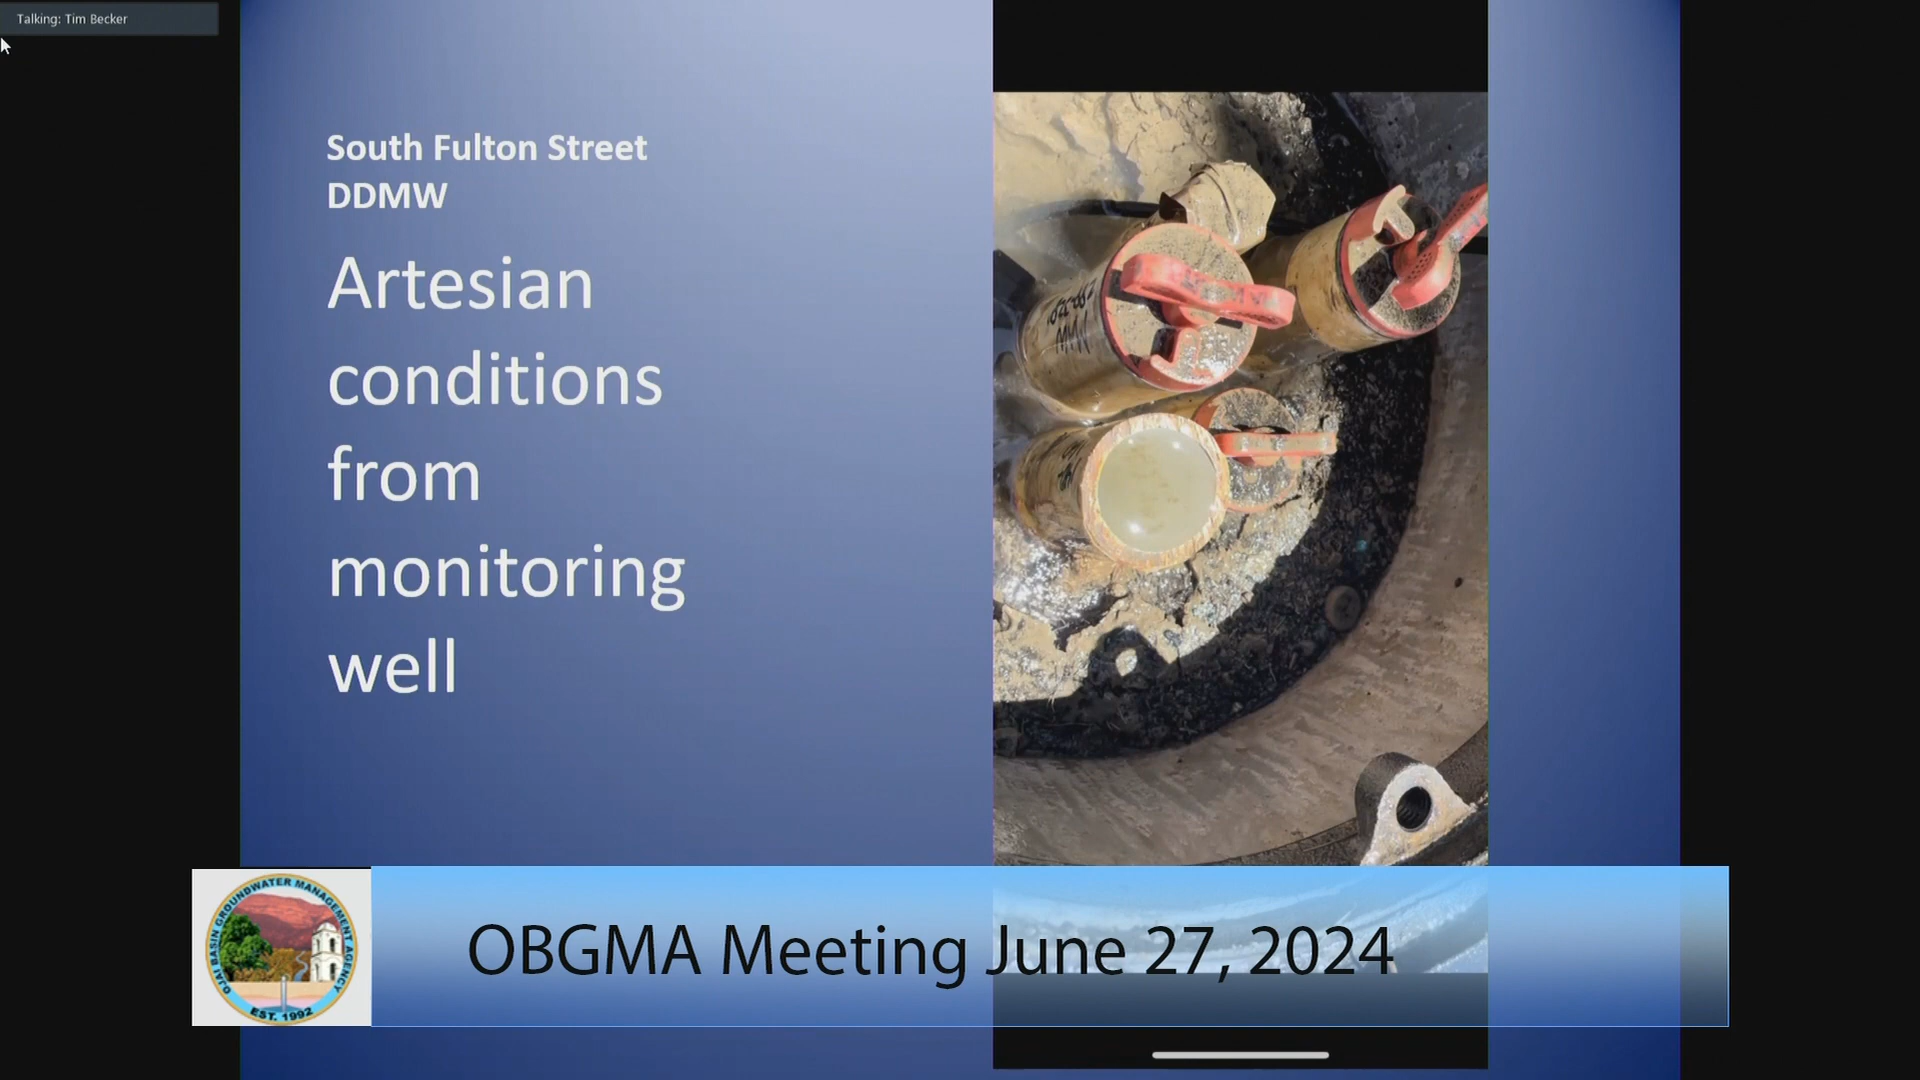 Talking: Tim Becker
South Fulton Street
DDMW
Artesian
conditions
from
monitoring
well
MW
OJAI BASIN GROUNDWATER MANAGEMENT AGENCY
EST. 1992
OBGMA Meeting June 27, 2024